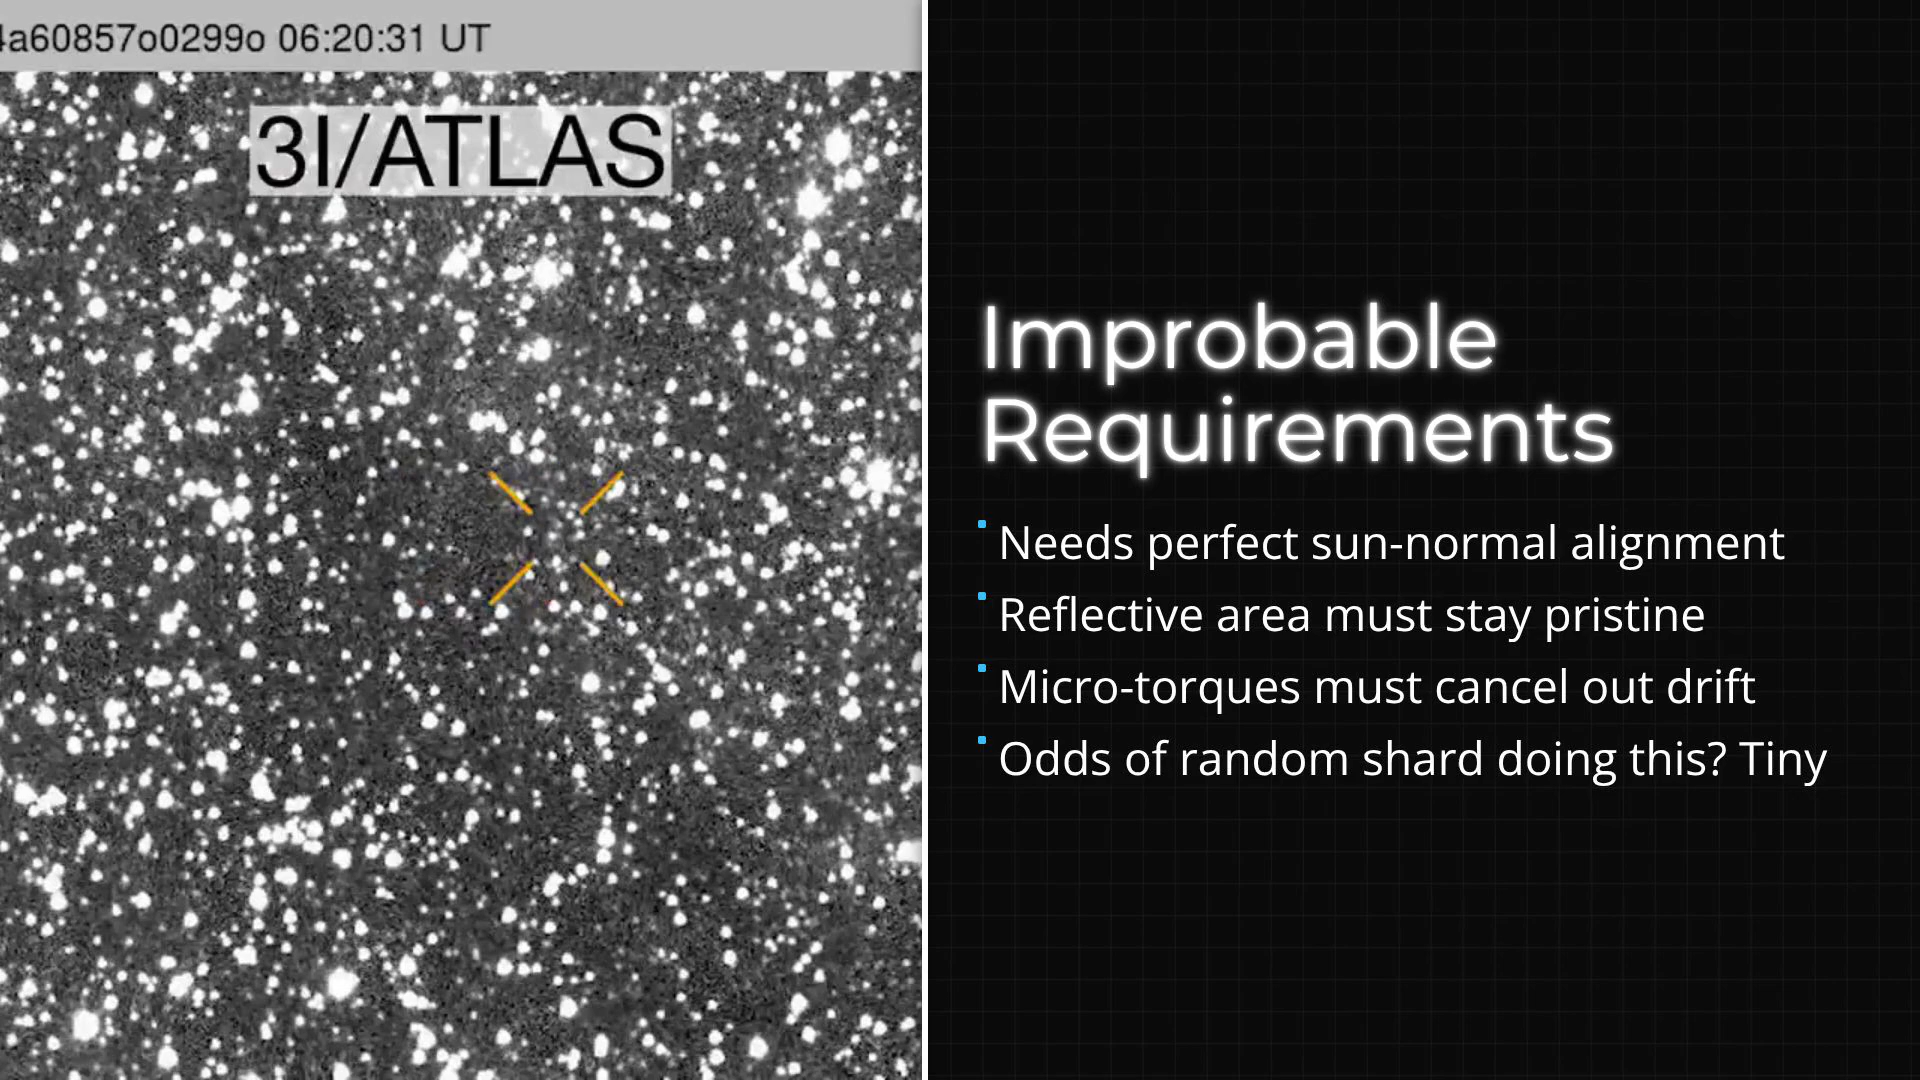 4a60857o0299o 06:20:31 UT
3I/ATLAS
Improbable
Requirements
Needs perfect sun-normal alignment
Reflective area must stay pristine
Micro-torques must cancel out drift
Odds of random shard doing this? Tiny